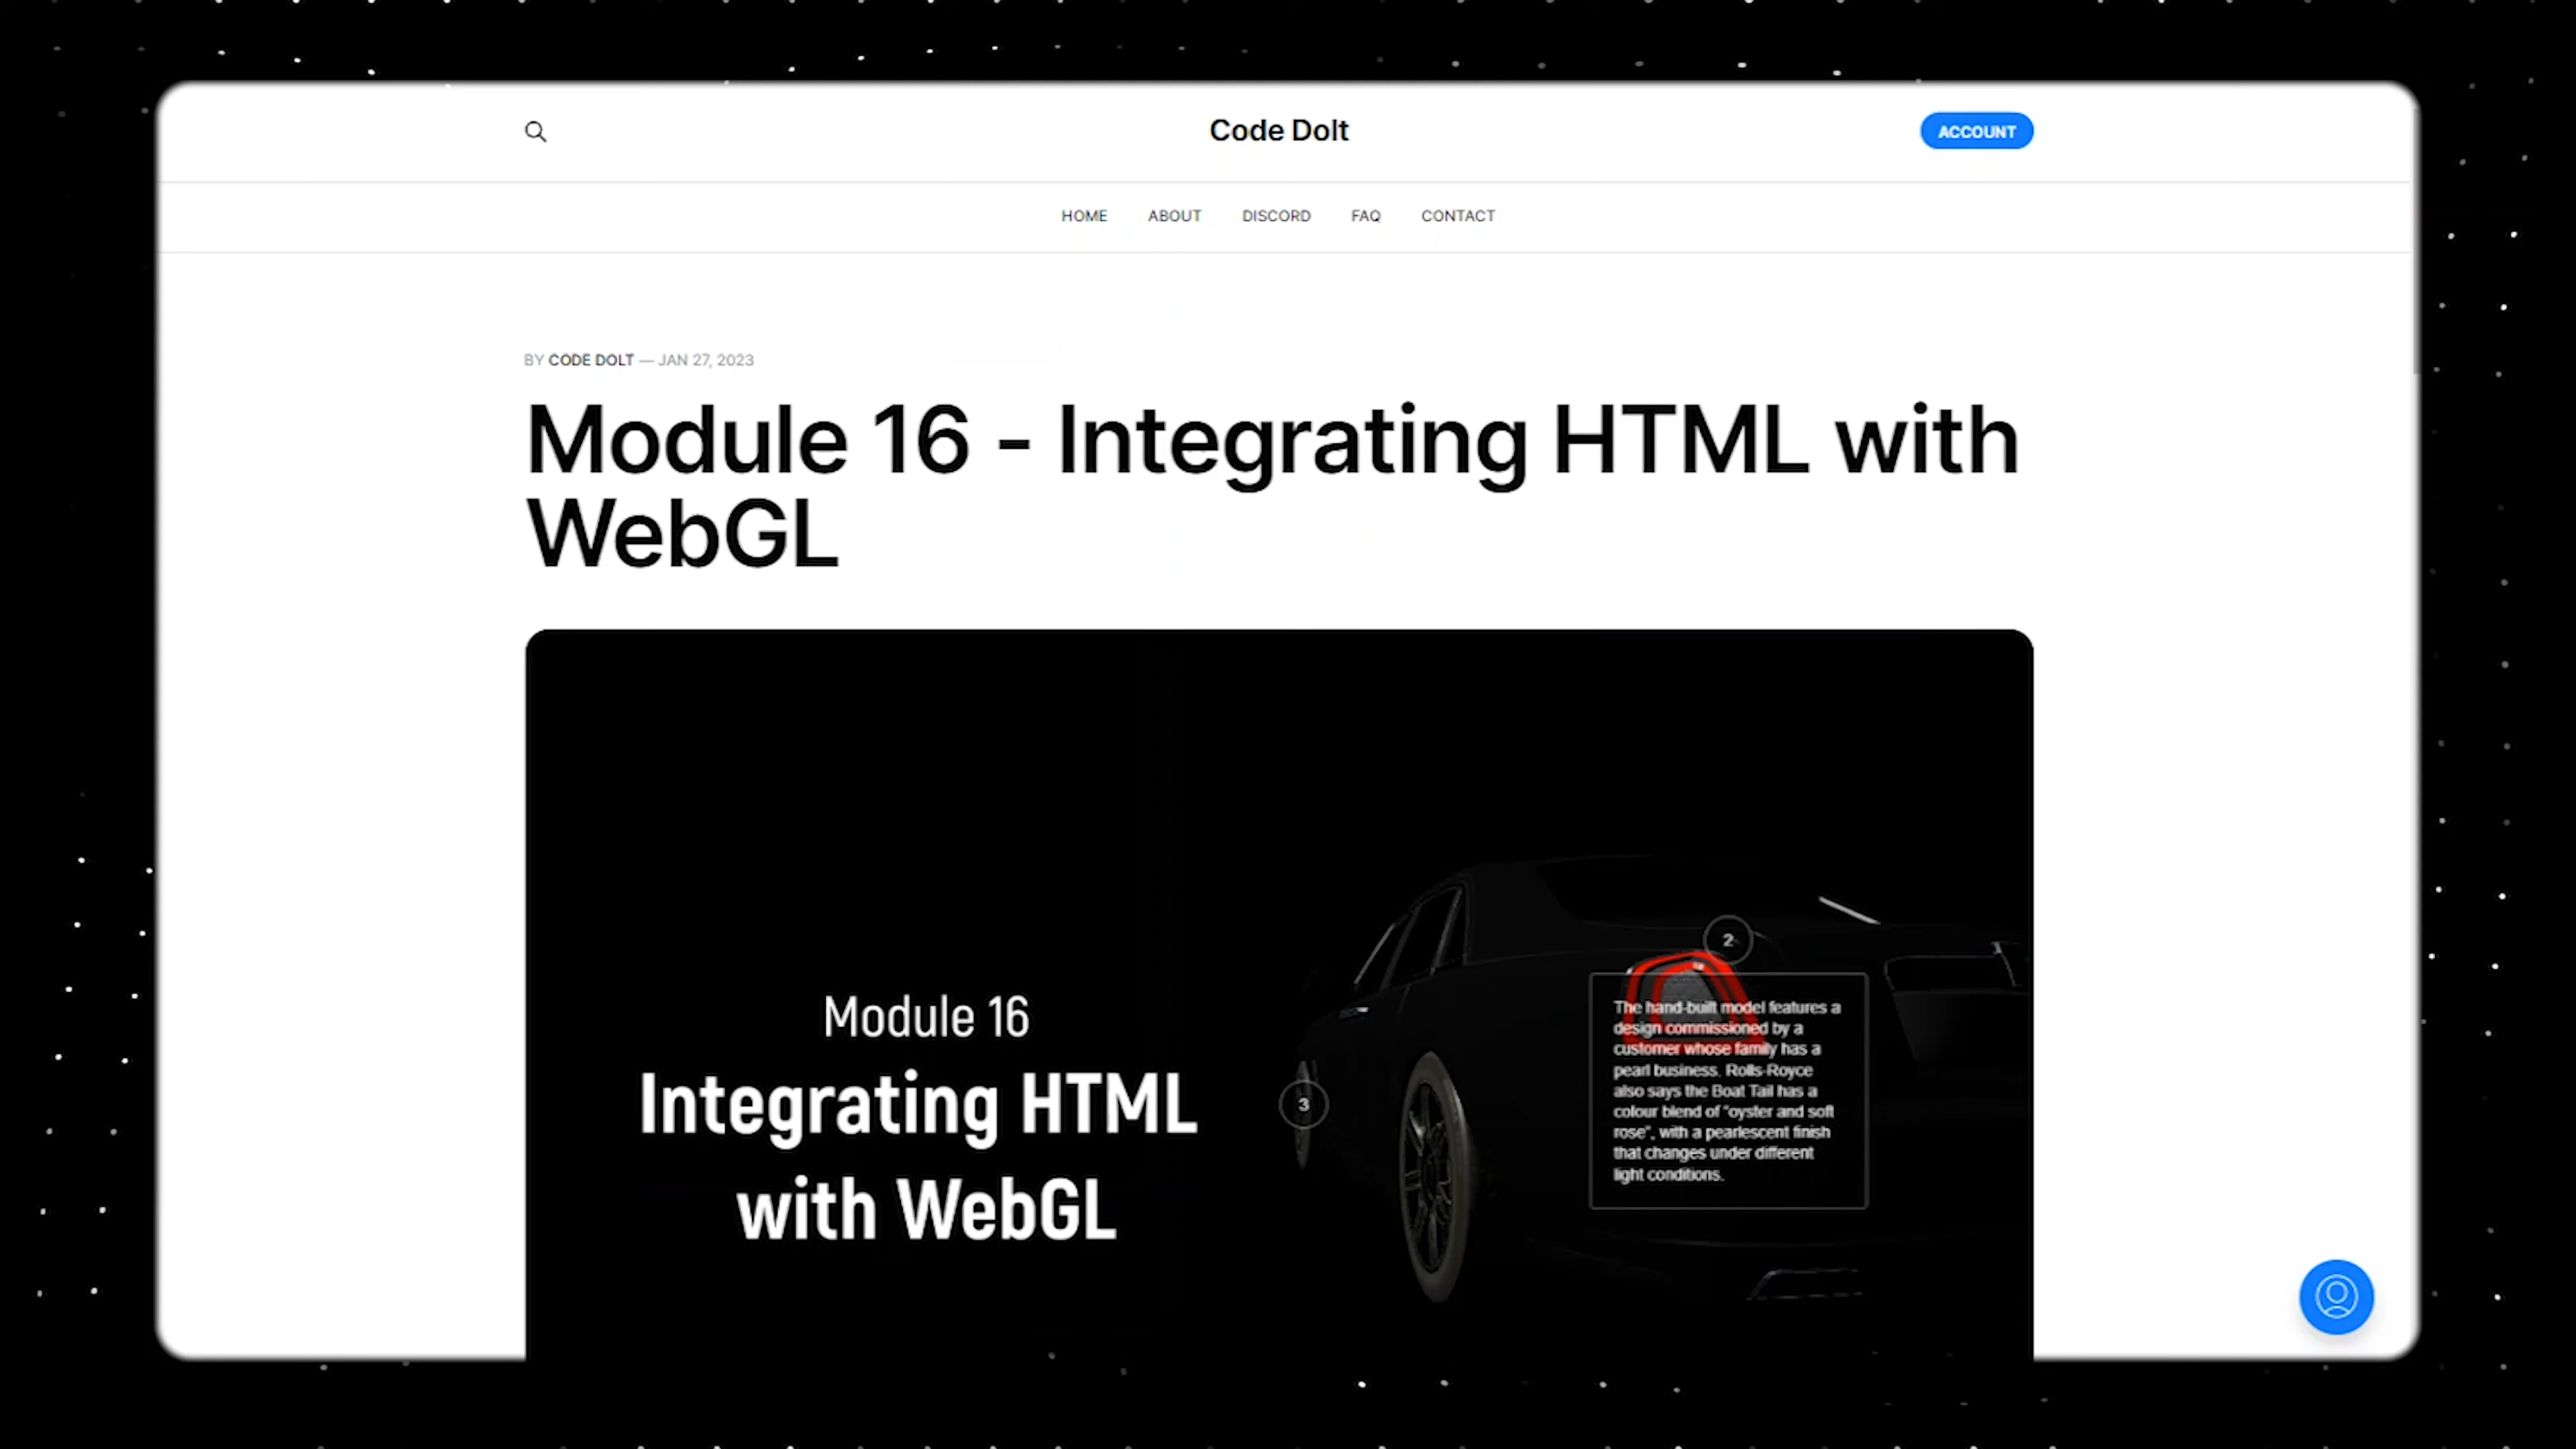 Code Dolt
ACCOUNT
HOME ABOUT DISCORD FAQ CONTACT
BY CODE DOLT — JAN 27, 2023
Module 16 - Integrating HTML with
WebGL
Module 16
Integrating HTML
with WebGL
2
3
The hand-built model features a
design commissioned by a
customer whose family has a
pearl business. Rolls-Royce
also says the Boat Tail has a
colour blend of "oyster and soft
rose", with a pearlescent finish
that changes under different
light conditions.